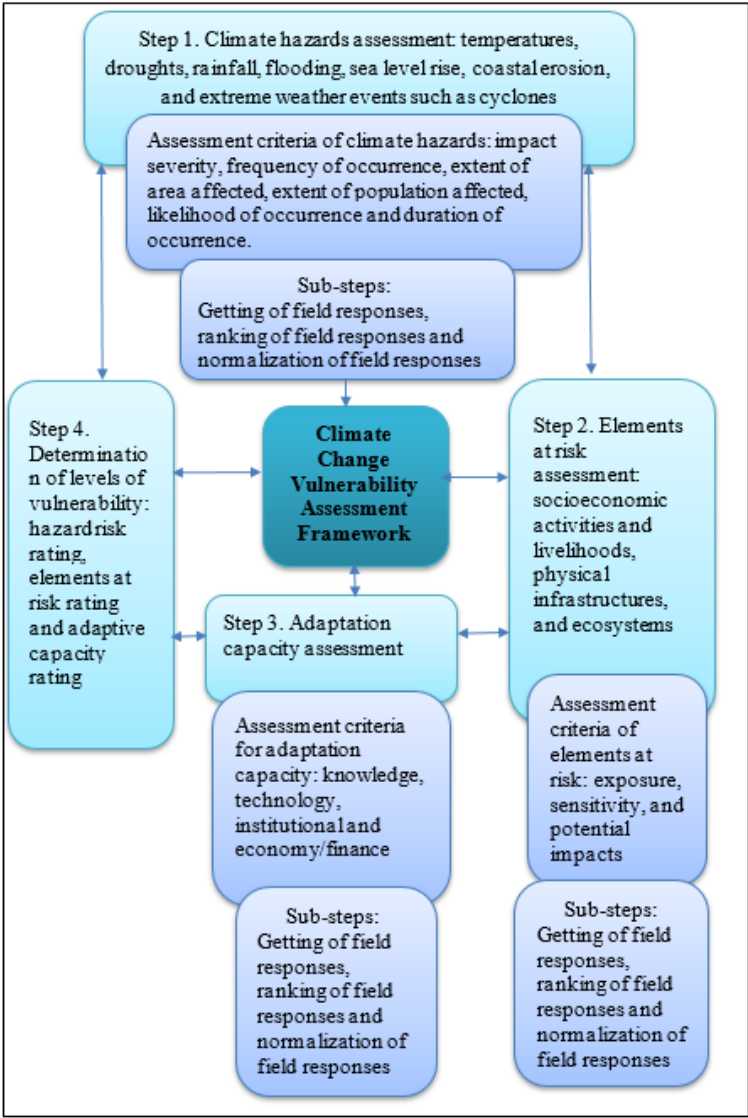 Step 1. Climate hazards assessment: temperatures,
droughts, rainfall, flooding, sea level rise, coastal erosion,
and extreme weather events such as cyclones
Assessment criteria of climate hazards: impact
severity, frequency of occurrence, extent of
area affected, extent of population affected,
likelihood of occurrence and duration of
occurrence.
Sub-steps:
Getting of field responses,
ranking of field responses and
normalization of field responses
Climate
Change
Vulnerability
Assessment
Framework
Step 2. Elements
at risk
assessment:
socioeconomic
activities and
livelihoods,
physical
infrastructures,
and ecosystems
Assessment
criteria of
elements at
risk: exposure,
sensitivity, and
potential
impacts
Sub-steps:
Getting of field
responses,
ranking of field
responses and
normalization of
field responses
Step 3. Adaptation
capacity assessment
Assessment criteria
for adaptation
capacity: knowledge,
technology,
institutional and
economy/finance
Sub-steps:
Getting of field
responses,
ranking of field
responses and
normalization of
field responses
Step 4.
Determinatio
n of levels of
vulnerability:
hazard risk
rating,
elements at
risk rating
and adaptive
capacity
rating